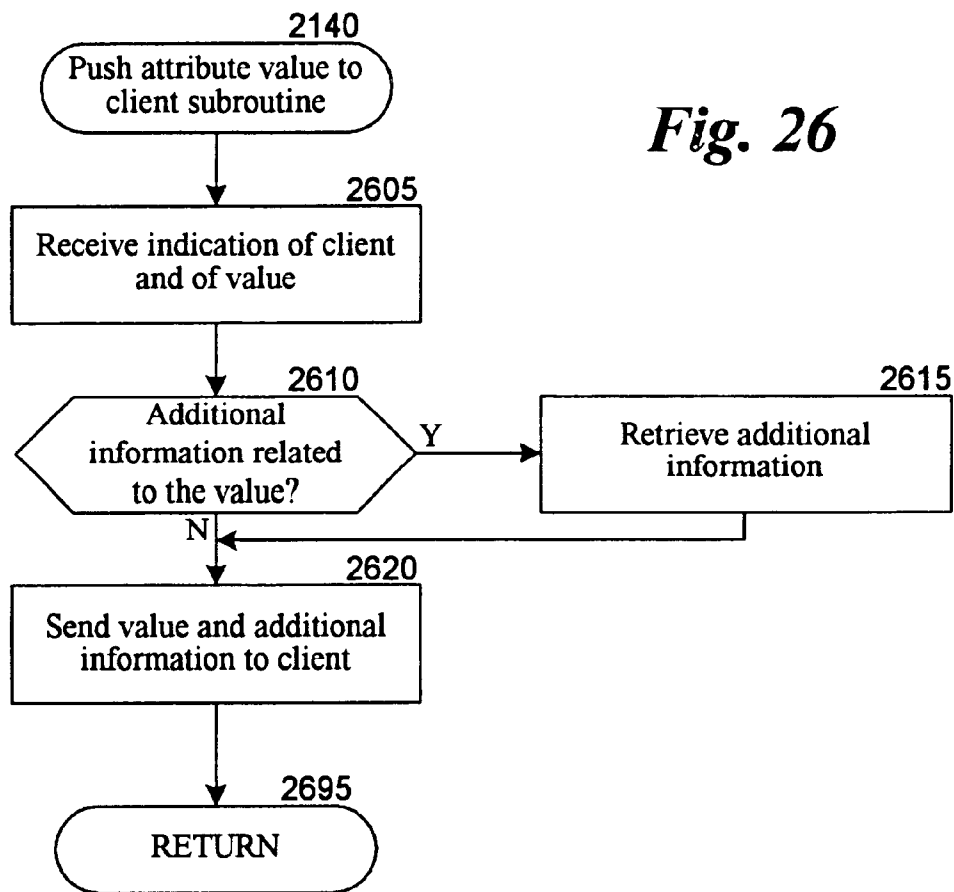 2140
Push attribute value to
client subroutine
Fig. 26
2605
Receive indication of client
and of value
2610
Additional
information related
to the value?
Y
2615
Retrieve additional
information
N
2620
Send value and additional
information to client
2695
RETURN